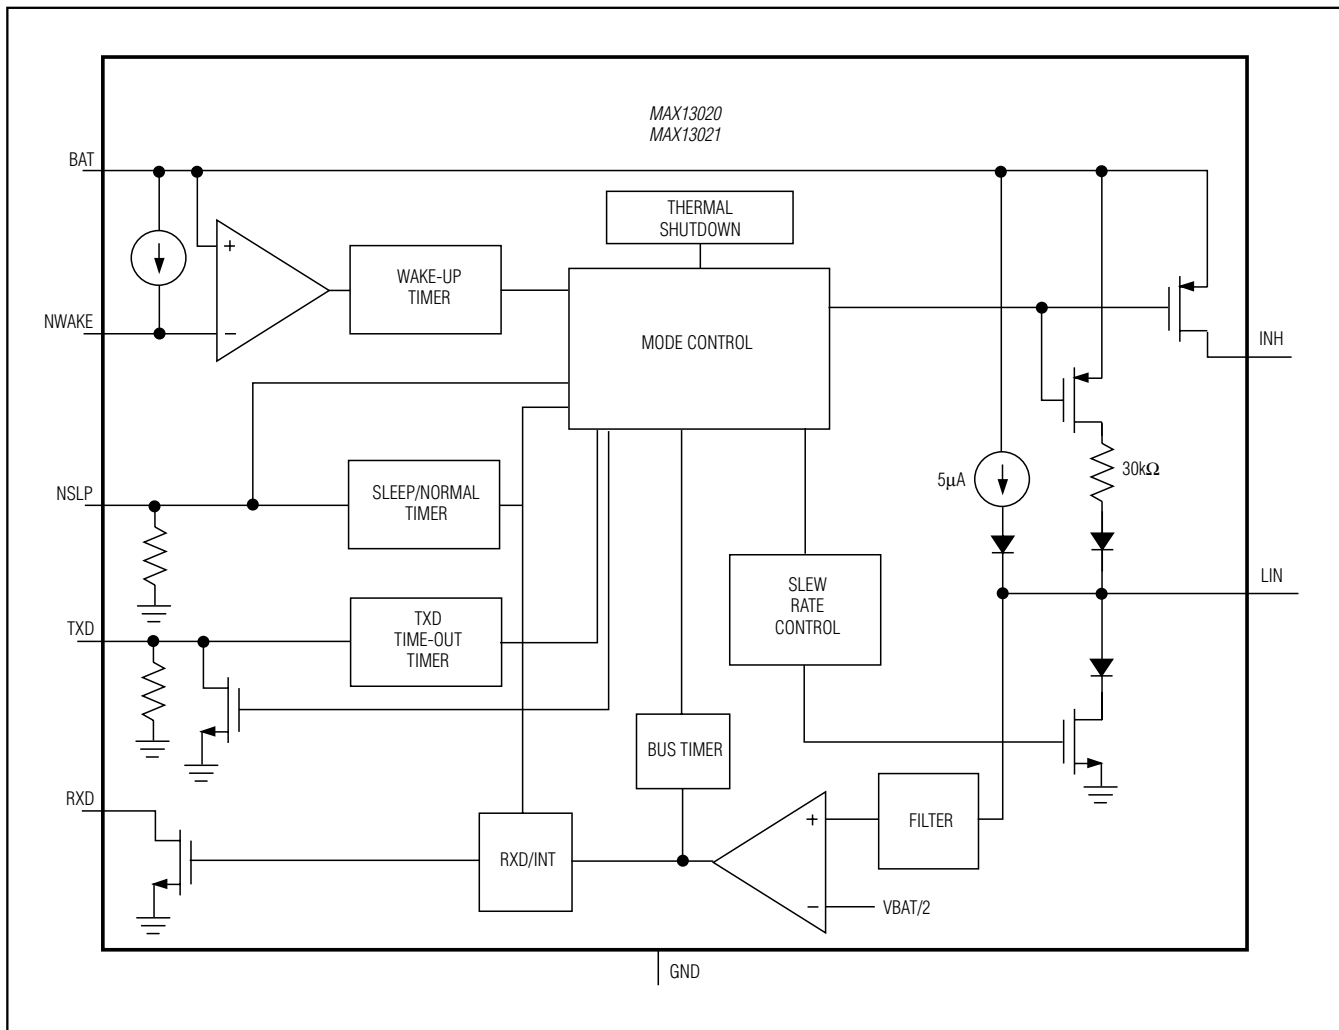 MAX13020
MAX13021
BAT
THERMAL
SHUTDOWN
+
WAKE-UP
TIMER
NWAKE
−
MODE CONTROL
INH
5µA
30kΩ
NSLP
SLEEP/NORMAL
TIMER
SLEW
RATE
CONTROL
LIN
TXD
TXD
TIME-OUT
TIMER
BUS TIMER
RXD
RXD/INT
+
FILTER
−
VBAT/2
GND